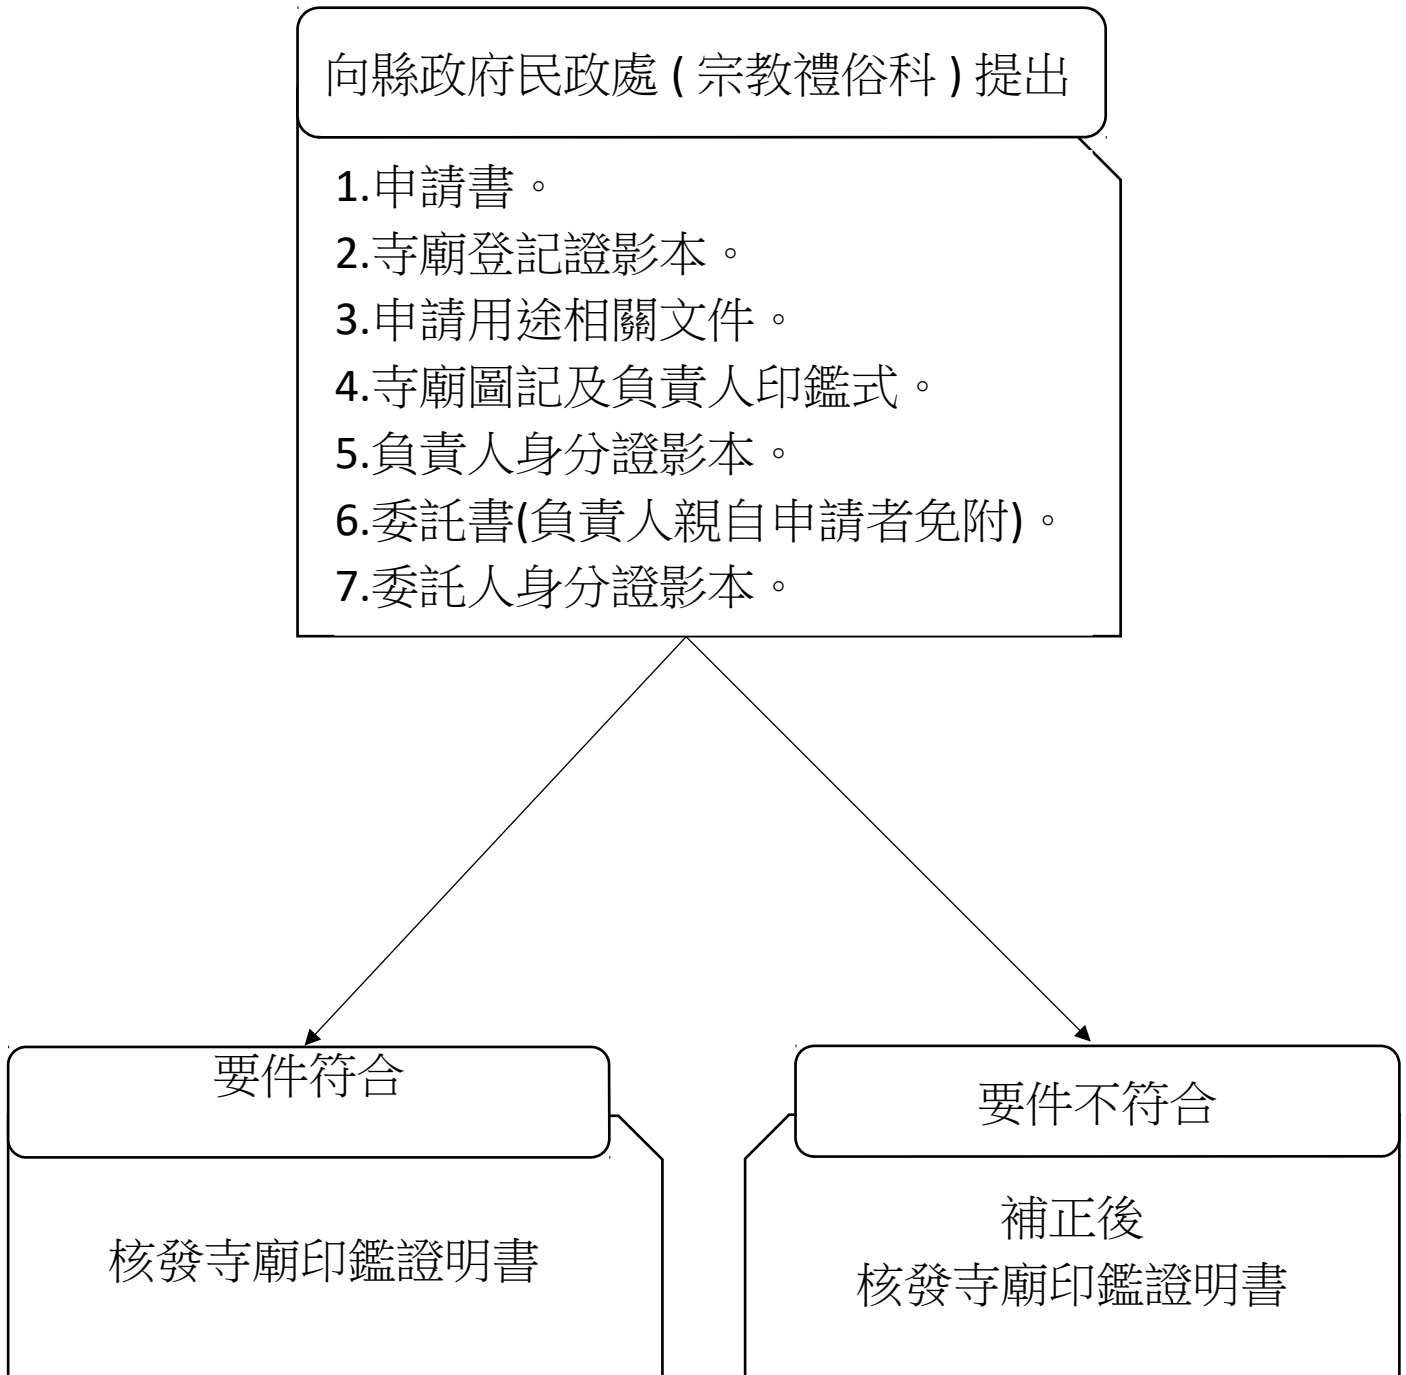 向縣政府民政處 ( 宗教禮俗科 ) 提出
1.申請書。
2.寺廟登記證影本。
3.申請用途相關文件。
4.寺廟圖記及負責人印鑑式。
5.負責人身分證影本。
6.委託書(負責人親自申請者免附)。
7.委託人身分證影本。
要件符合
核發寺廟印鑑證明書
要件不符合
補正後
核發寺廟印鑑證明書